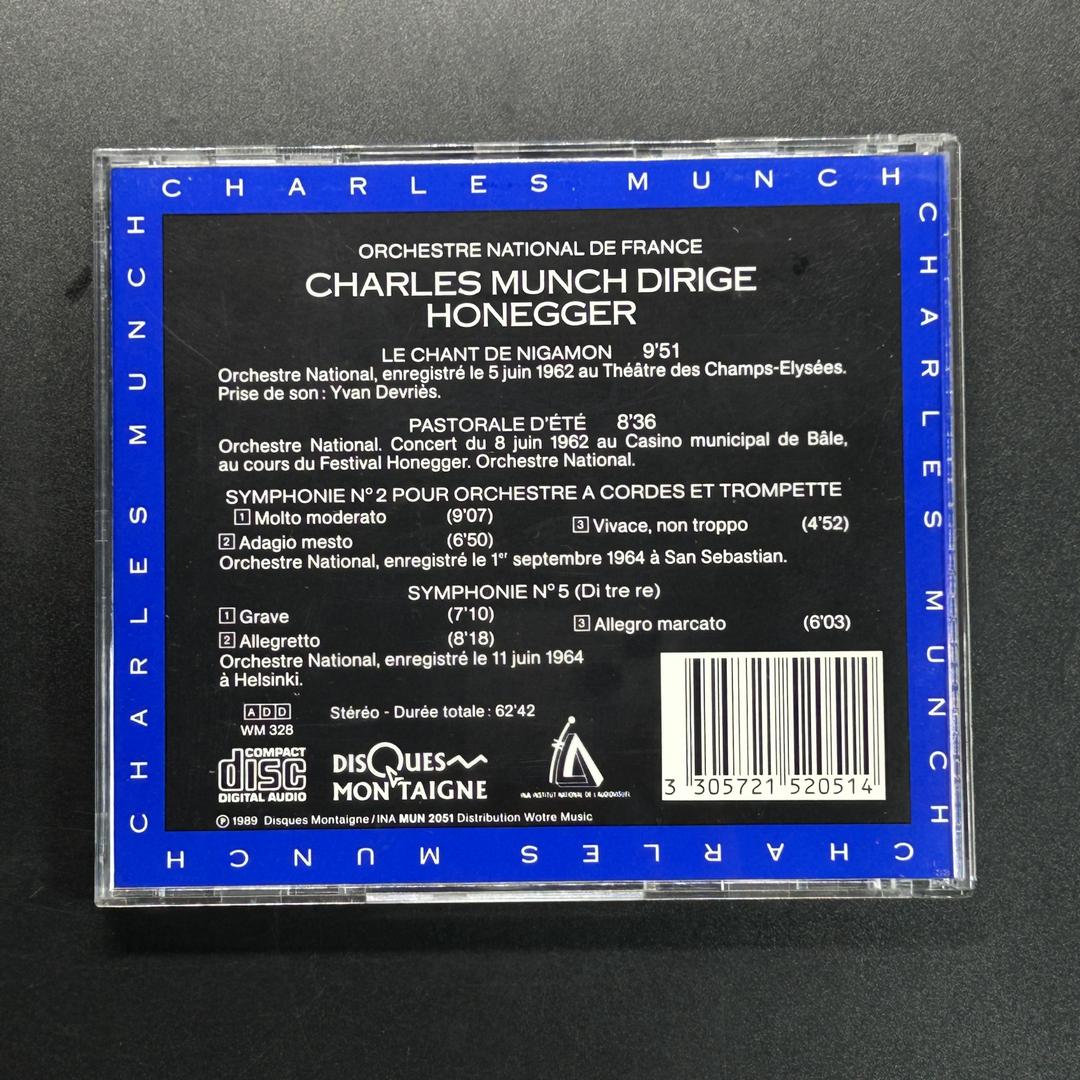 CHARLES MUNCH
CHARLES MUNCH
CHARLES MUNCH
ORCHESTRE NATIONAL DE FRANCE
CHARLES MUNCH DIRIGE
HONEGGER
LE CHANT DE NIGAMON 9'51
Orchestre National, enregistré le 5 juin 1962 au Théâtre des Champs-Elysées.
Prise de son : Yvan Devriès.
PASTORALE D'ÉTÉ 8'36
Orchestre National. Concert du 8 juin 1962 au Casino municipal de Bâle,
au cours du Festival Honegger. Orchestre National.
SYMPHONIE Nº 2 POUR ORCHESTRE A CORDES ET TROMPETTE
1 Molto moderato (9'07)
3 Vivace, non troppo (4'52)
2 Adagio mesto (6'50)
Orchestre National, enregistré le 1er septembre 1964 à San Sebastian.
SYMPHONIE Nº 5 (Di tre re)
1 Grave (7'10)
3 Allegro marcato (6'03)
2 Allegretto (8'18)
Orchestre National, enregistré le 11 juin 1964
à Helsinki.
ADD
WM 328
Stéréo - Durée totale : 62'42
COMPACT
disc
DIGITAL AUDIO
DISQUES
MONTAIGNE
INA INSTITUT NATIONAL DE L'AUDIOVISUEL
3 305721 520514
℗ 1989 Disques Montaigne / INA MUN 2051 Distribution Wotre Music
CHARLES MUNCH